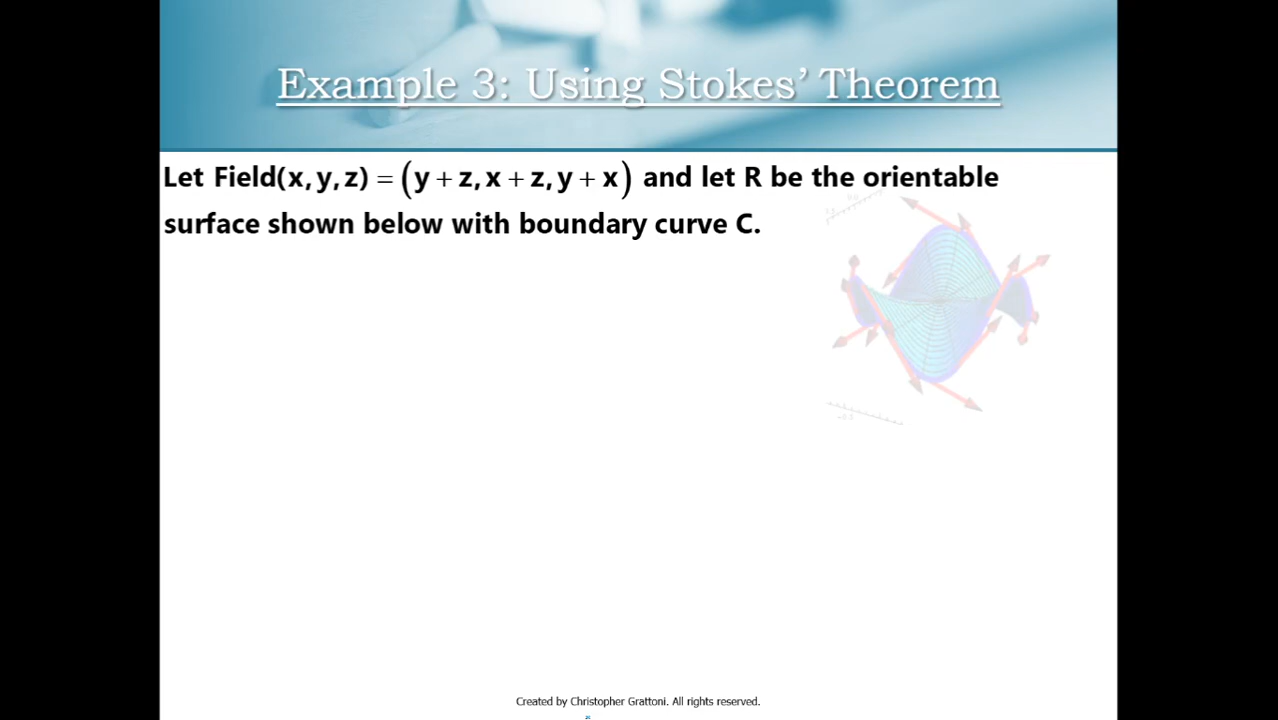 Example 3: Using Stokes’ Theorem
Let Field(x,y,z) = (y + z, x + z, y + x) and let R be the orientable
surface shown below with boundary curve C.
Created by Christopher Grattoni. All rights reserved.